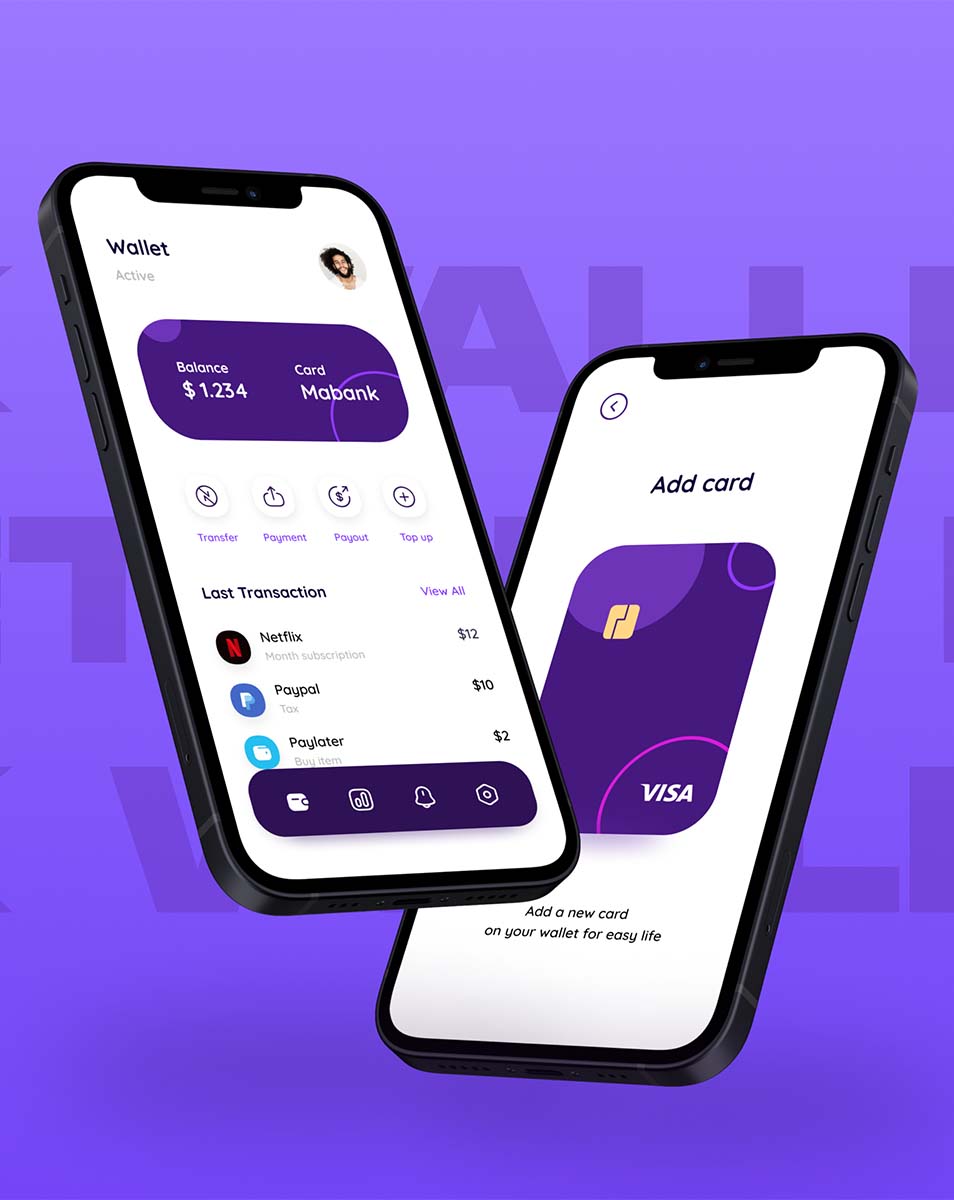 Wallet
Active
Balance
$ 1.234
Card
Mabank
Transfer
Payment
Payout
Top up
Last Transaction
View All
Netflix
Month subscription
$12
Paypal
Tax
$10
Paylater
Buy item
$2
Add card
VISA
Add a new card
on your wallet for easy life